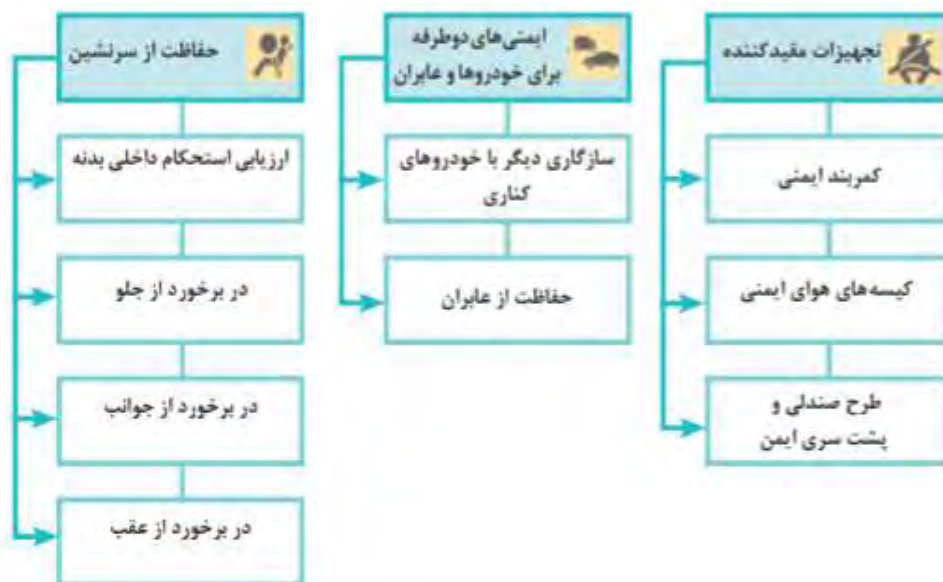 تجهیزات مقیدکننده
کمربند ایمنی
کیسه‌های هوای ایمنی
طرح صندلی و
پشت سری ایمن
ایمنی‌های دوطرفه
برای خودروها و عابران
سازگاری دیگر با خودروهای
کناری
حفاظت از عابران
حفاظت از سرنشین
ارزیابی استحکام داخلی بدنه
در برخورد از جلو
در برخورد از جوانب
در برخورد از عقب